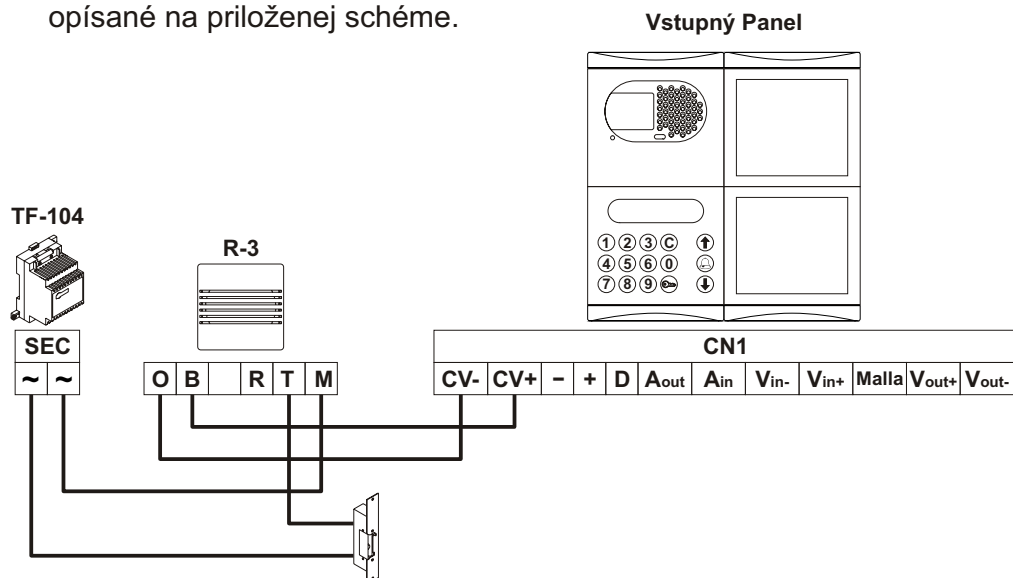 opísané na priloženej schéme.
Vstupný Panel
TF-104
R-3
1 2 3 C
4 5 6 0
7 8 9
SEC
CN1
~ ~
O B R T M
CV- CV+ − + D Aout Ain Vin- Vin+ Malla Vout+ Vout-